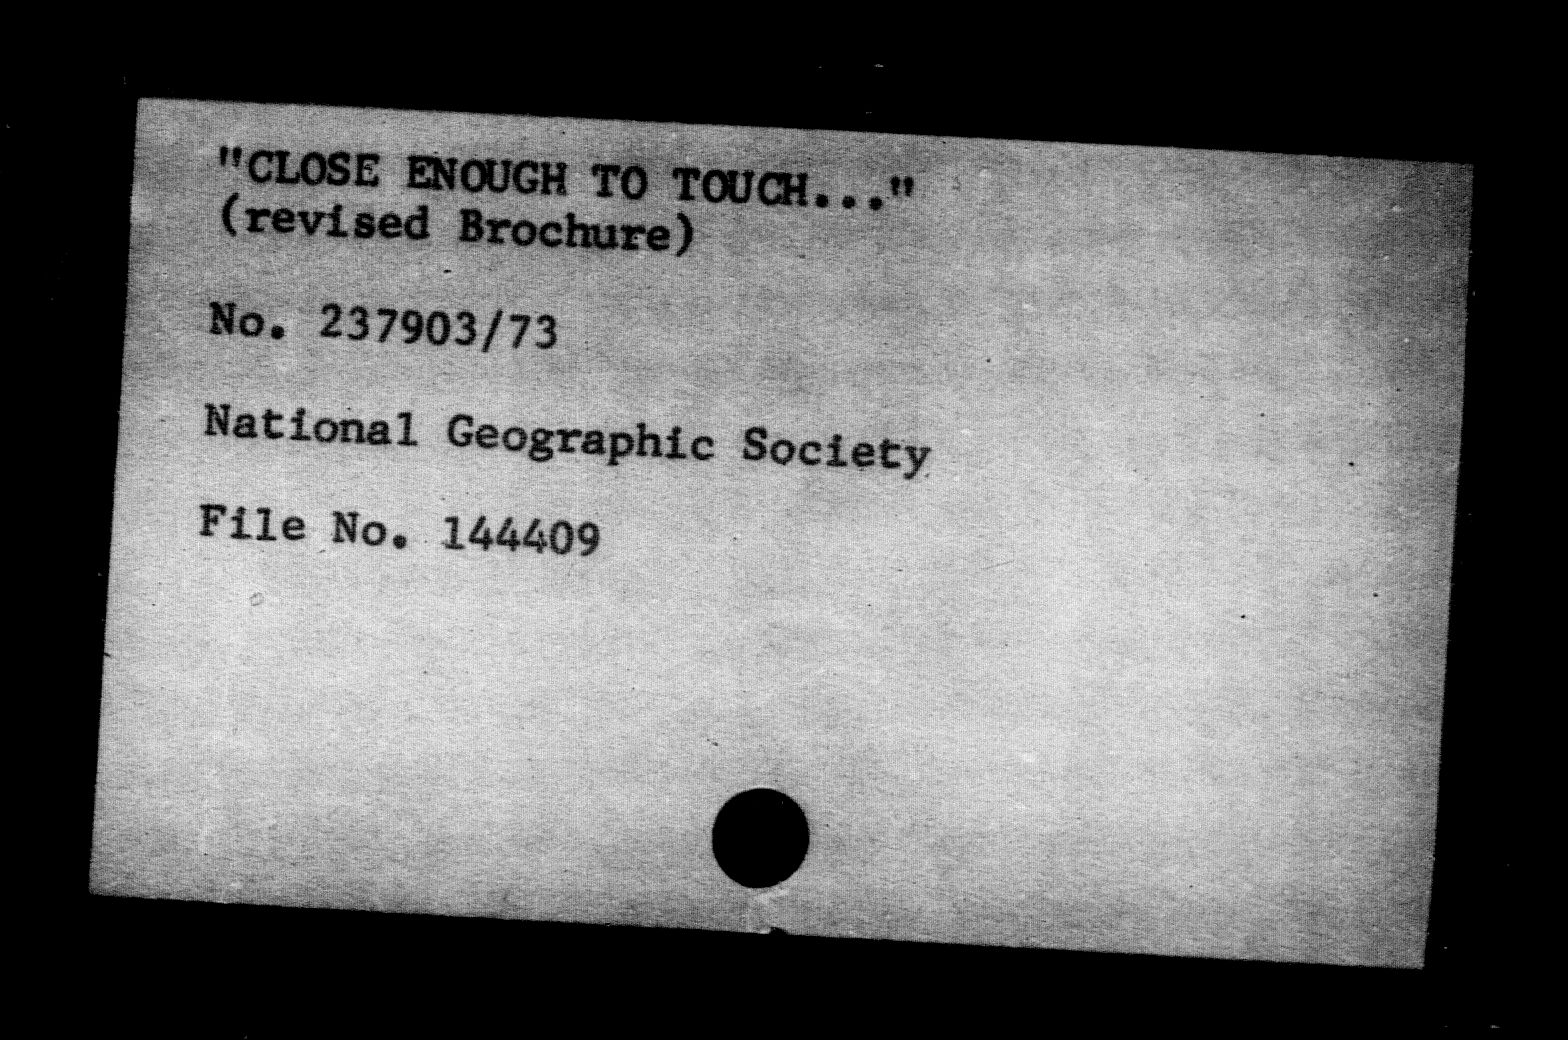 "CLOSE ENOUGH TO TOUCH..."
(revised Brochure)
No. 237903/73
National Geographic Society
File No. 144409